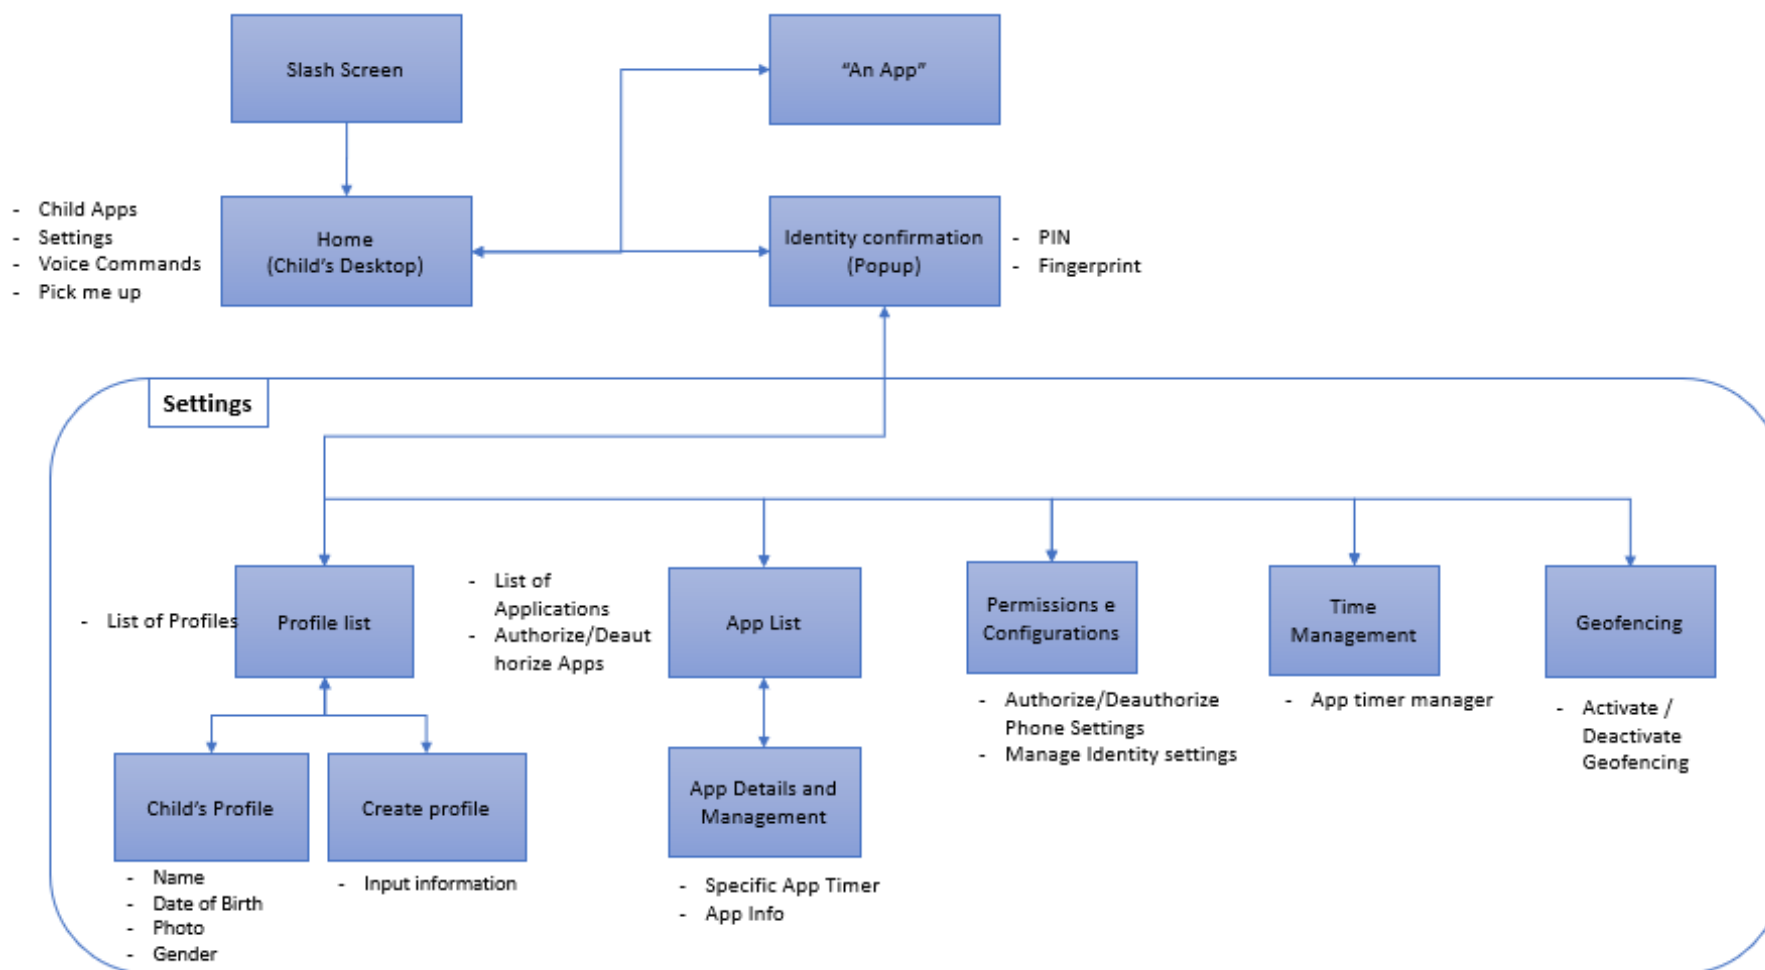 Slash Screen
“An App”
- Child Apps
- Settings
- Voice Commands
- Pick me up
Home
(Child’s Desktop)
Identity confirmation
(Popup)
- PIN
- Fingerprint
Settings
- List of Profiles
Profile list
- List of
Applications
- Authorize/Deaut
horize Apps
App List
Permissions e
Configurations
Time
Management
Geofencing
- Authorize/Deauthorize
Phone Settings
- Manage Identity settings
- App timer manager
- Activate /
Deactivate
Geofencing
Child’s Profile
Create profile
App Details and
Management
- Name
- Date of Birth
- Photo
- Gender
- Input information
- Specific App Timer
- App Info